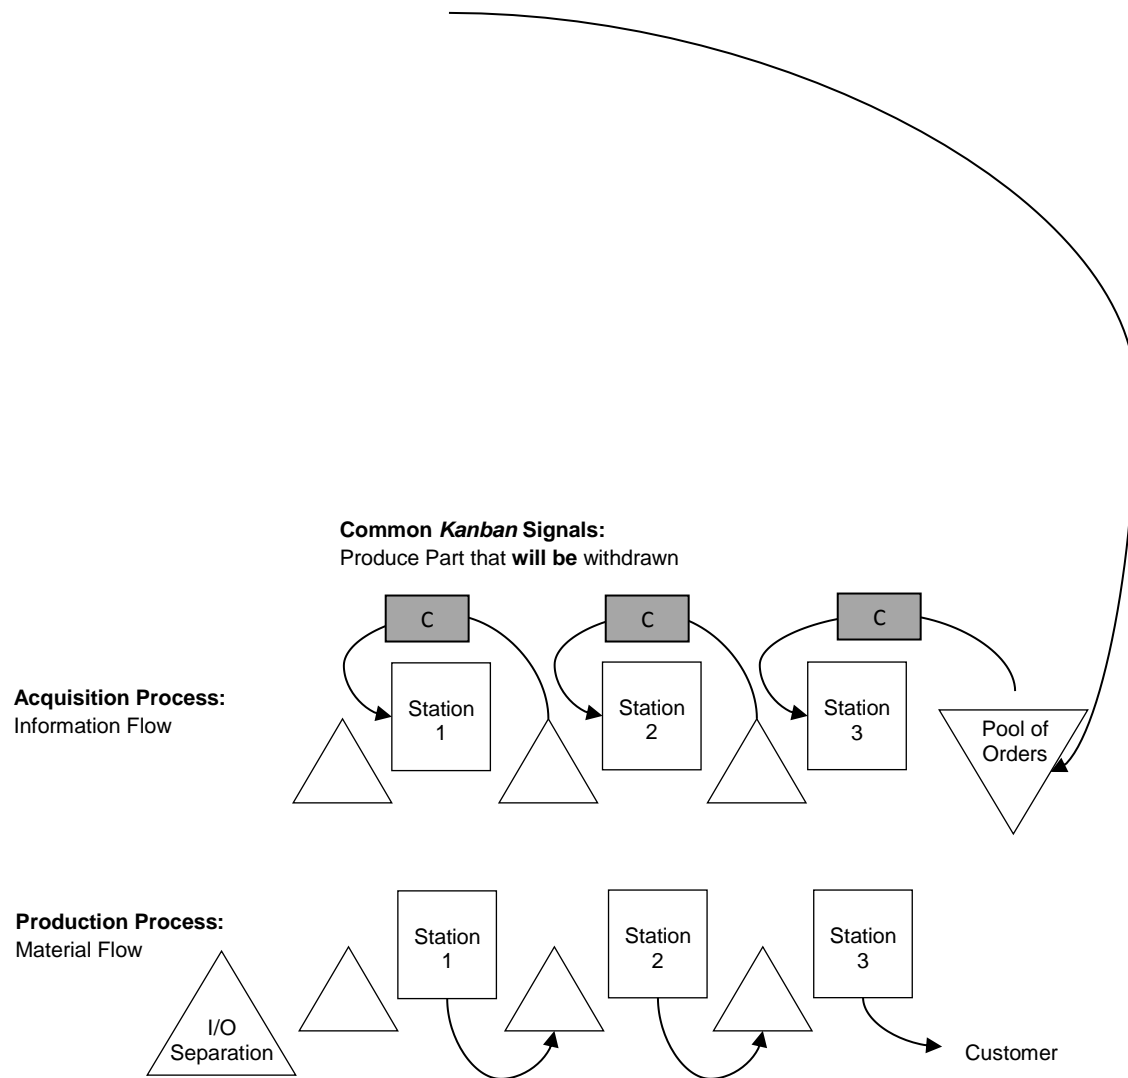 Common Kanban Signals:
Produce Part that will be withdrawn
C
C
C
Acquisition Process:
Information Flow
Station
1
Station
2
Station
3
Pool of
Orders
Production Process:
Material Flow
Station
1
Station
2
Station
3
I/O
Separation
Customer